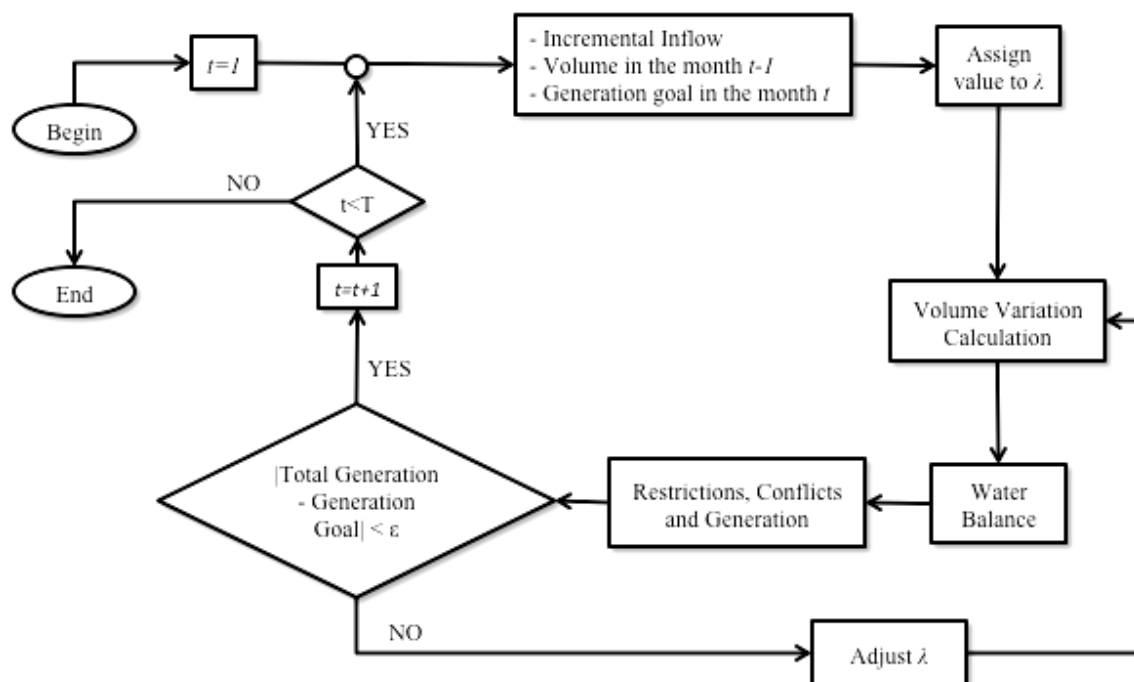 t=1
- Incremental Inflow
- Volume in the month t-1
- Generation goal in the month t
Assign
value to λ
Begin
YES
NO
t<T
End
t=t+1
Volume Variation
Calculation
YES
|Total Generation
- Generation
Goal| < ε
Restrictions, Conflicts
and Generation
Water
Balance
NO
Adjust λ